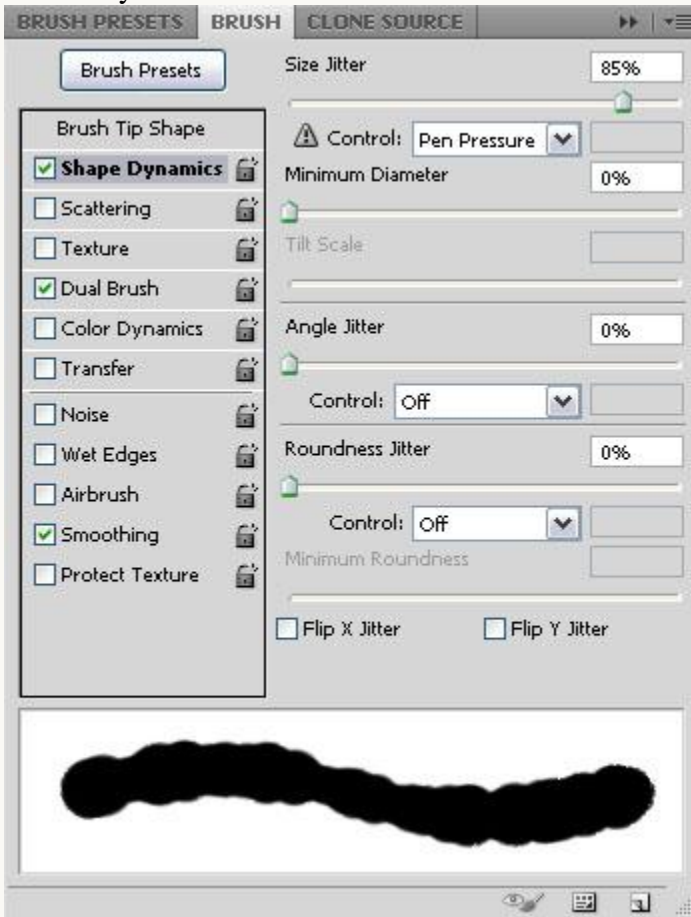 BRUSH PRESETS BRUSH CLONE SOURCE
Brush Presets
Size Jitter 85%
Brush Tip Shape
Control: Pen Pressure
Shape Dynamics
Minimum Diameter 0%
Scattering
Texture
Tilt Scale
Dual Brush
Color Dynamics
Angle Jitter 0%
Transfer
Control: Off
Noise
Wet Edges
Roundness Jitter 0%
Airbrush
Smoothing
Control: Off
Minimum Roundness
Protect Texture
Flip X Jitter Flip Y Jitter